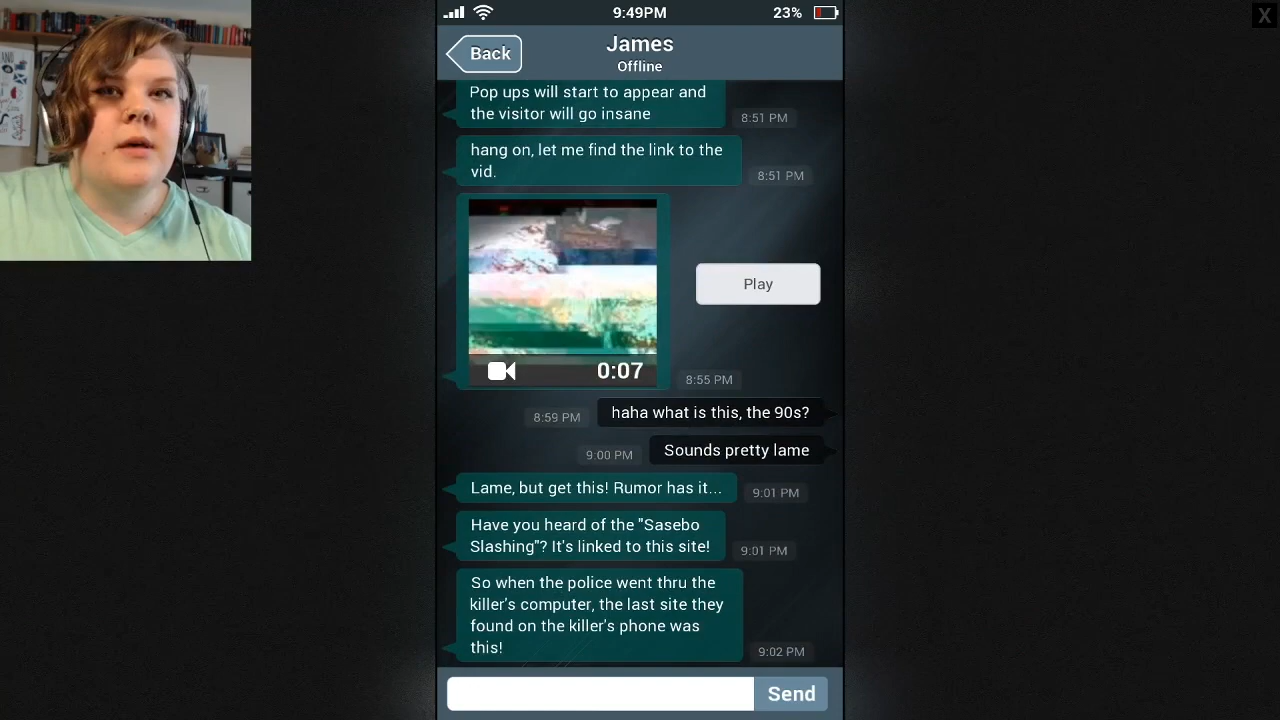 9:49PM
23%
X
Back
James
Offline
Pop ups will start to appear and
the visitor will go insane
8:51 PM
hang on, let me find the link to the
vid.
8:51 PM
Play
0:07
8:55 PM
8:59 PM
haha what is this, the 90s?
9:00 PM
Sounds pretty lame
Lame, but get this! Rumor has it...
9:01 PM
Have you heard of the "Sasebo
Slashing"? It's linked to this site!
9:01 PM
So when the police went thru the
killer's computer, the last site they
found on the killer's phone was
this!
9:02 PM
Send